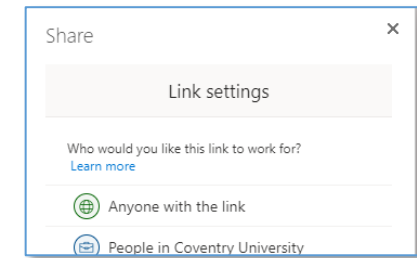 Share
Link settings
Who would you like this link to work for?
Learn more
Anyone with the link
People in Coventry University